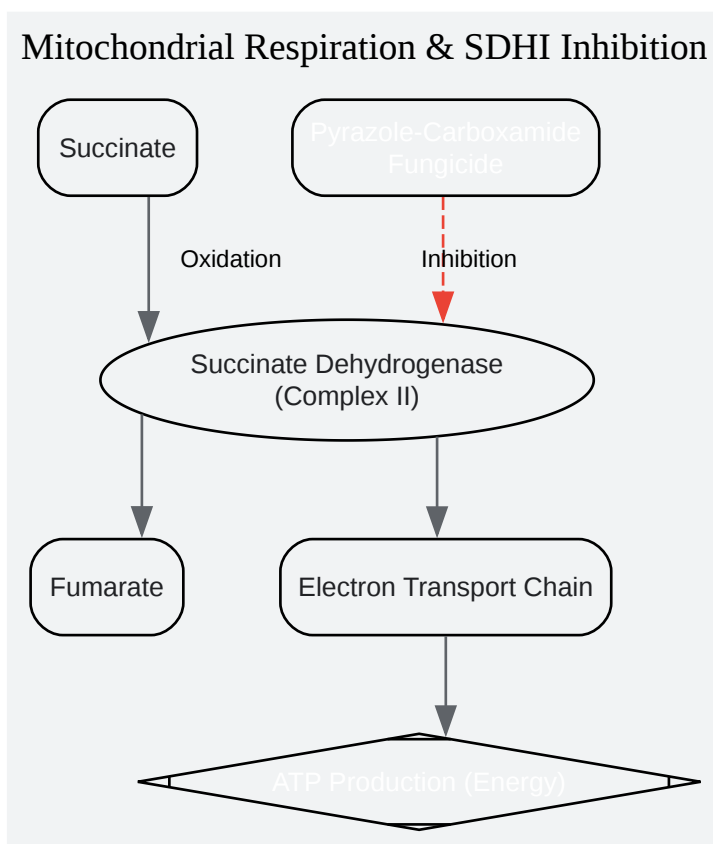 Mitochondrial Respiration & SDHI Inhibition
Succinate
Pyrazole-Carboxamide
Fungicide
Oxidation
Inhibition
Succinate Dehydrogenase
(Complex II)
Fumarate
Electron Transport Chain
ATP Production (Energy)